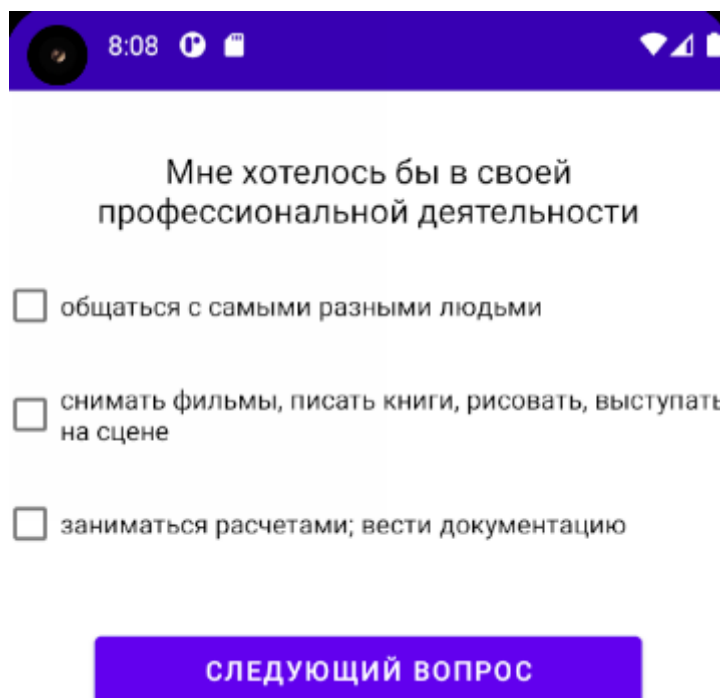 8:08
Мне хотелось бы в своей
профессиональной деятельности
общаться с самыми разными людьми
снимать фильмы, писать книги, рисовать, выступать
на сцене
заниматься расчетами; вести документацию
СЛЕДУЮЩИЙ ВОПРОС